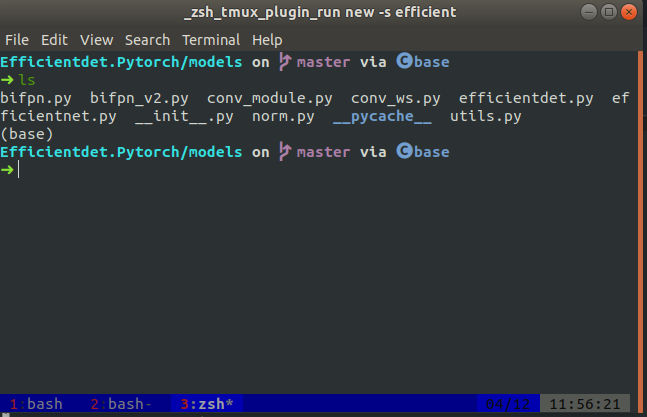 _zsh_tmux_plugin_run new -s efficient
File Edit View Search Terminal Help
Efficientdet.Pytorch/models on master via C base
➜ ls
bifpn.py bifpn_v2.py conv_module.py conv_ws.py efficientdet.py ef
ficientnet.py __init__.py norm.py __pycache__ utils.py
(base)
Efficientdet.Pytorch/models on master via C base
➜
1:bash 2:bash- 3:zsh* 04/12 11:56:21